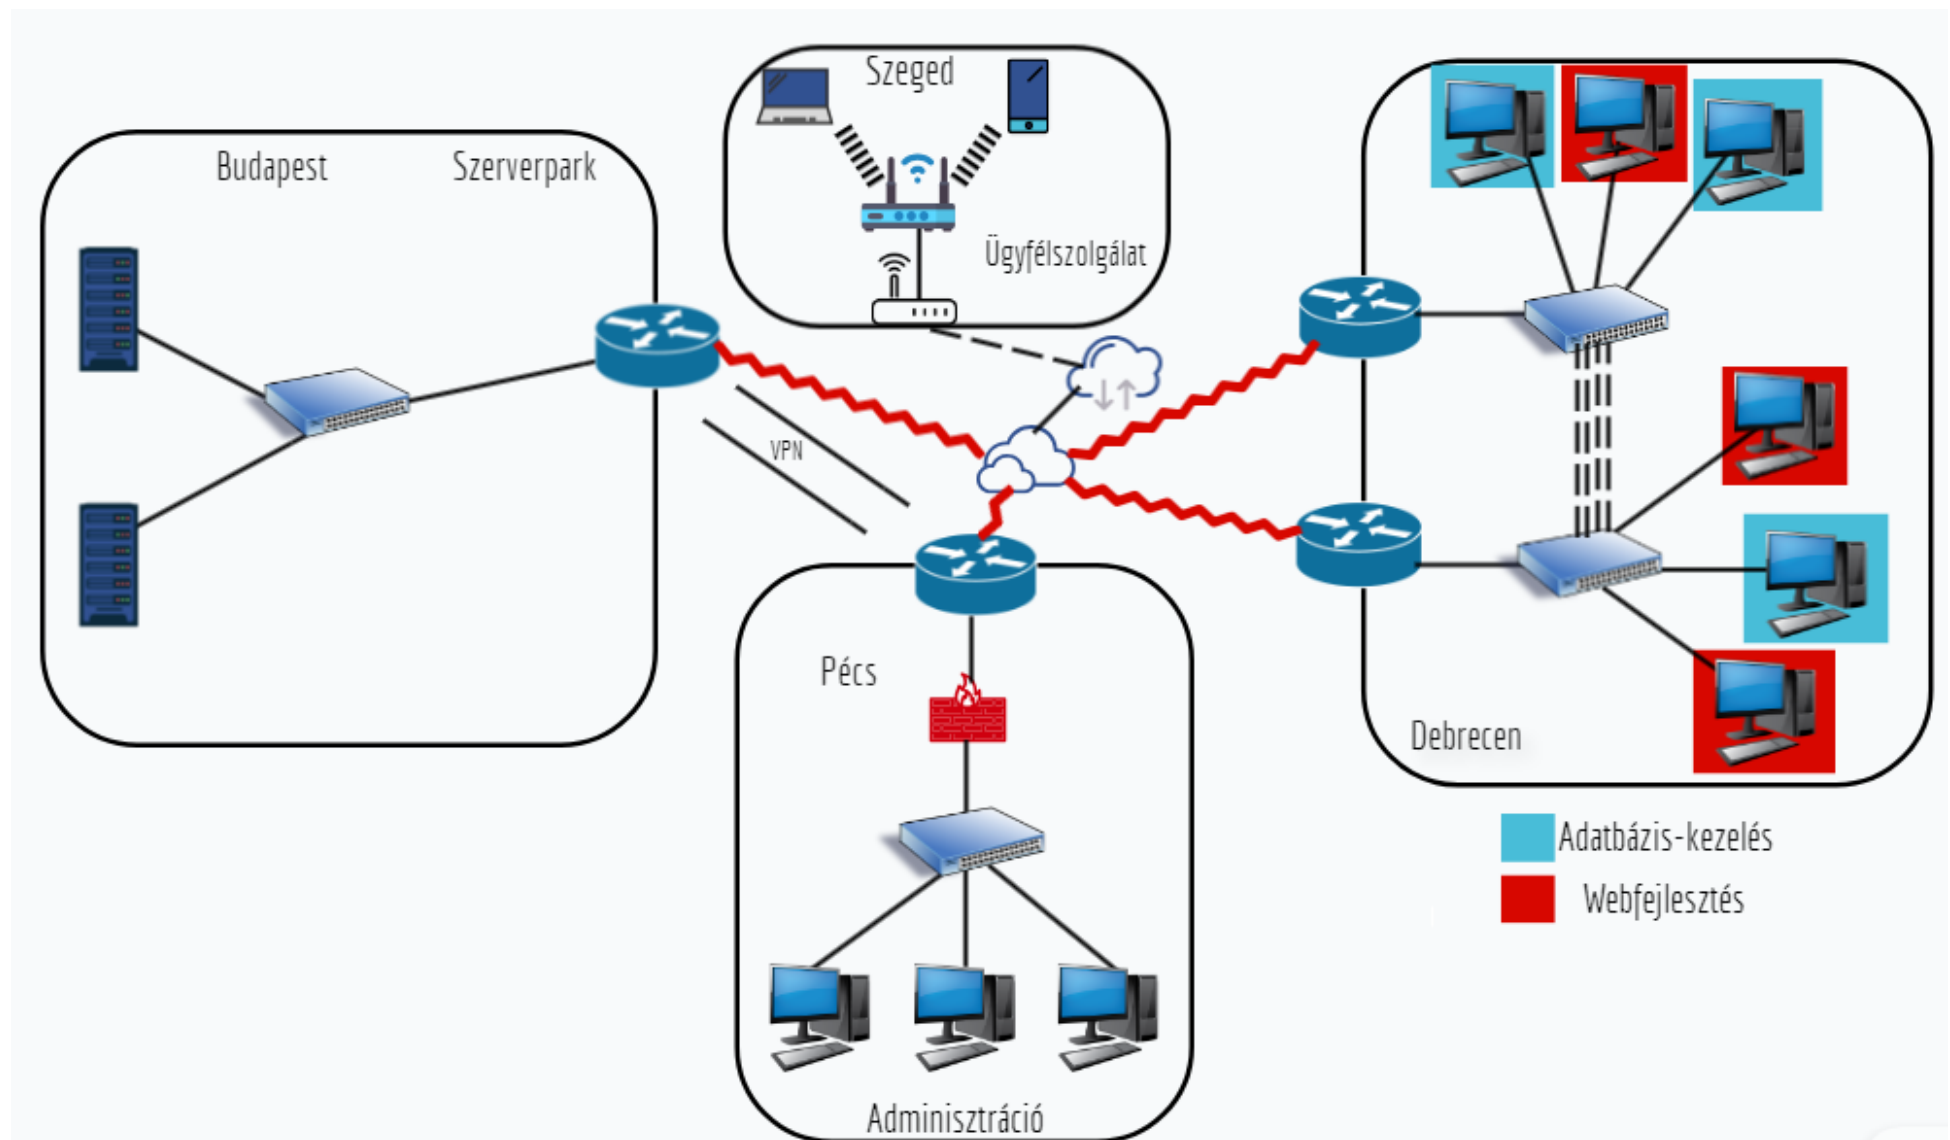 Szeged
Budapest
Szerverpark
Ügyfélszolgálat
VPN
Pécs
Debrecen
Adatbázis-kezelés
Webfejlesztés
Adminisztráció